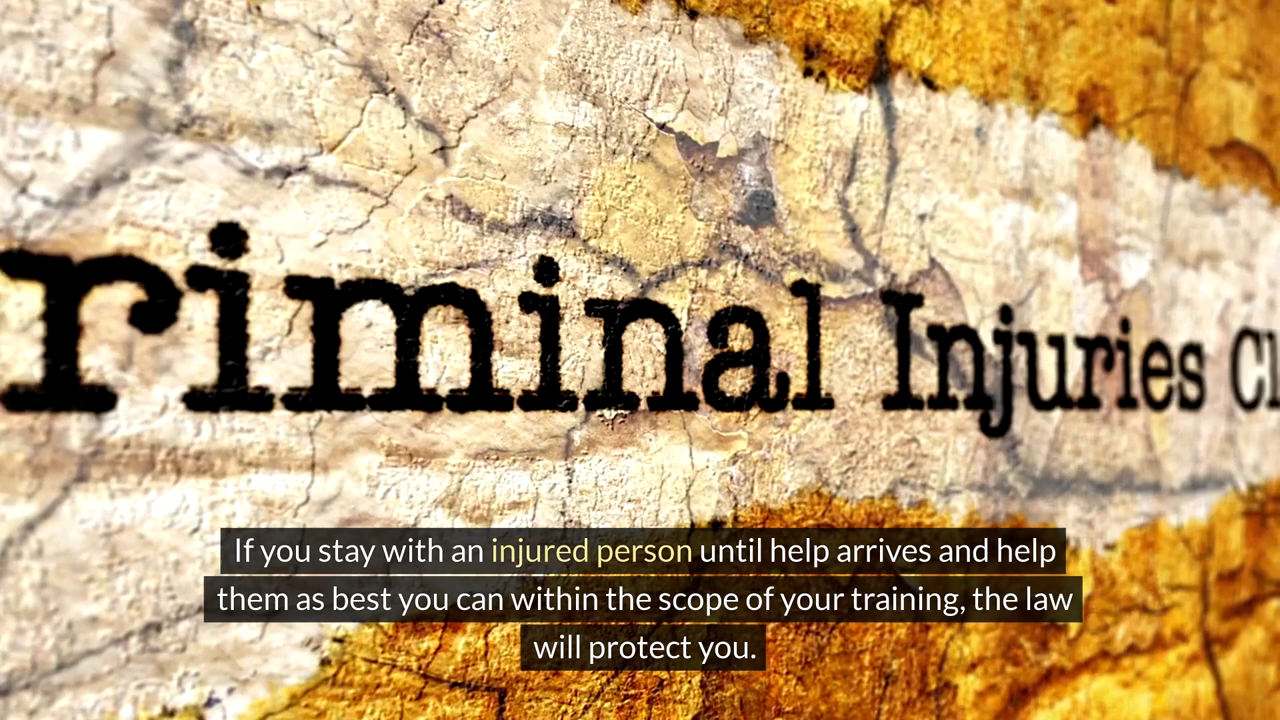 riminal Injuries Cl
If you stay with an injured person until help arrives and help
them as best you can within the scope of your training, the law
will protect you.